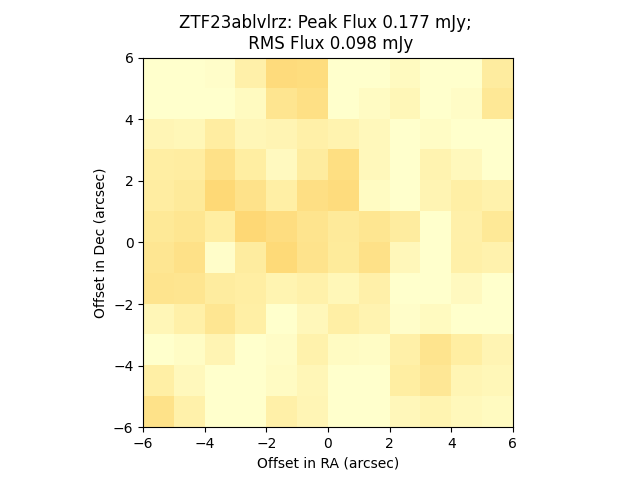 ZTF23ablvlrz: Peak Flux 0.177 mJy;
RMS Flux 0.098 mJy
6
4
2
0
−2
−4
−6
Offset in Dec (arcsec)
−6 −4 −2 0 2 4 6
Offset in RA (arcsec)